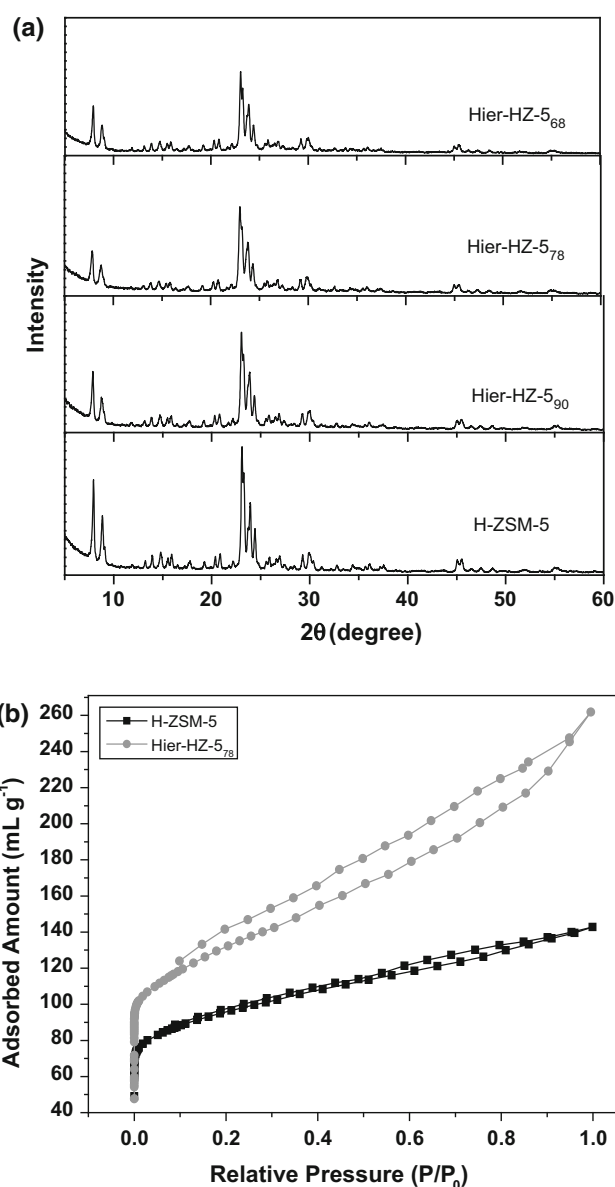 (a)
Hier-HZ-5₆₈
Hier-HZ-5₇₈
Hier-HZ-5₉₀
H-ZSM-5
Intensity
10 20 30 40 50 60
2θ (degree)
(b)
H-ZSM-5
Hier-HZ-5₇₈
260
240
220
200
180
160
140
120
100
80
60
40
Adsorbed Amount (mL g⁻¹)
0.0 0.2 0.4 0.6 0.8 1.0
Relative Pressure (P/P₀)